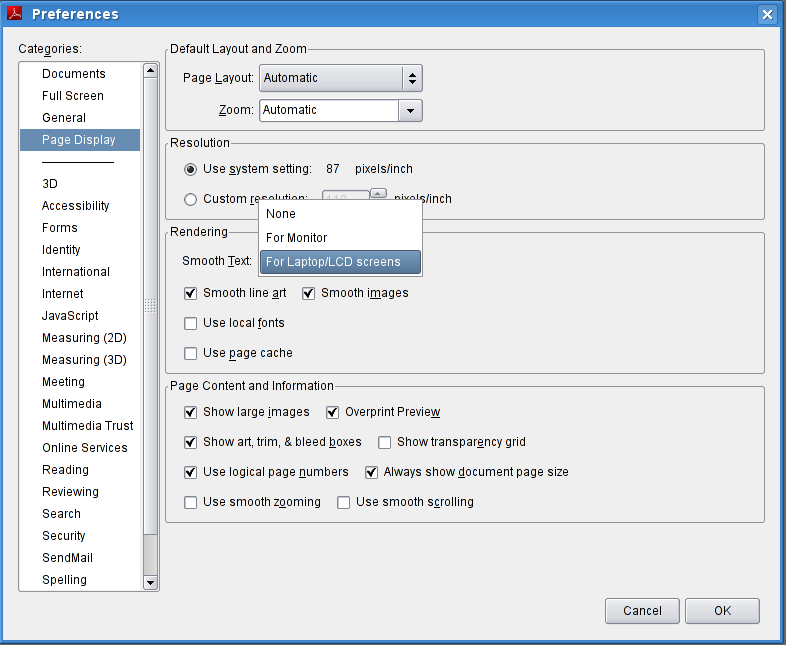 Preferences
Categories:
Documents
Full Screen
General
Page Display
3D
Accessibility
Forms
Identity
International
Internet
JavaScript
Measuring (2D)
Measuring (3D)
Meeting
Multimedia
Multimedia Trust
Online Services
Reading
Reviewing
Search
Security
SendMail
Spelling
Default Layout and Zoom
Page Layout: Automatic
Zoom: Automatic
Resolution
Use system setting: 87 pixels/inch
Custom resolution: pixels/inch
None
For Monitor
Rendering
Smooth Text: For Laptop/LCD screens
Smooth line art Smooth images
Use local fonts
Use page cache
Page Content and Information
Show large images Overprint Preview
Show art, trim, & bleed boxes Show transparency grid
Use logical page numbers Always show document page size
Use smooth zooming Use smooth scrolling
Cancel OK